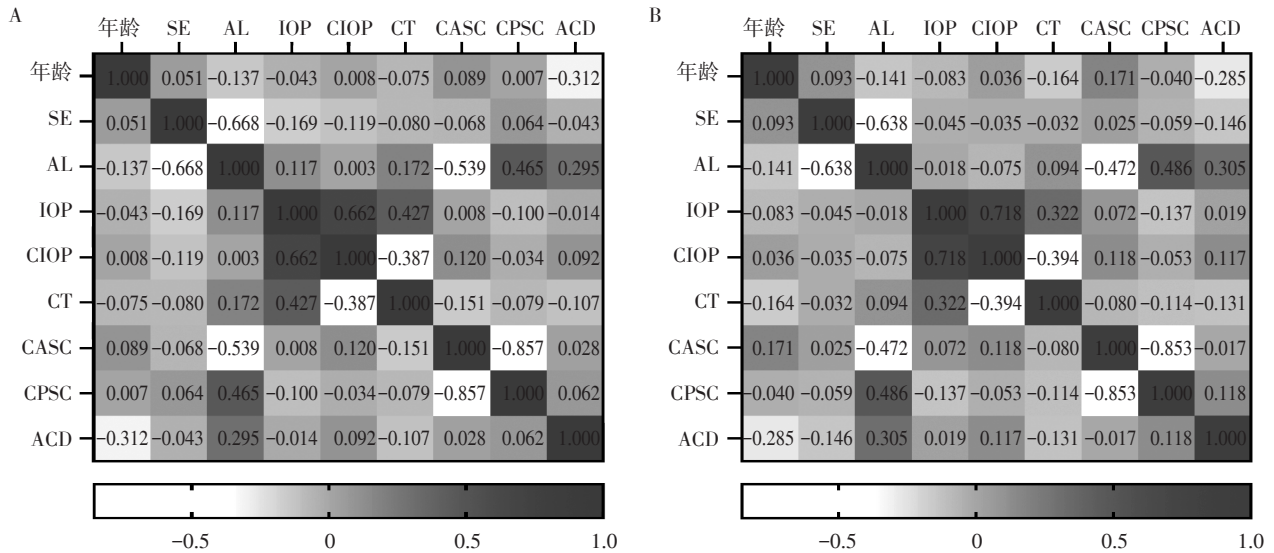 A
年龄 SE AL IOP CIOP CT CASC CPSC ACD
年龄 1.000 0.051 -0.137 -0.043 0.008 -0.075 0.089 0.007 -0.312
SE 0.051 1.000 -0.668 -0.169 -0.119 -0.080 -0.068 0.064 -0.043
AL -0.137 -0.668 1.000 0.117 0.003 0.172 -0.539 0.465 0.295
IOP -0.043 -0.169 0.117 1.000 0.662 0.427 0.008 -0.100 -0.014
CIOP 0.008 -0.119 0.003 0.662 1.000 -0.387 0.120 -0.034 0.092
CT -0.075 -0.080 0.172 0.427 -0.387 1.000 -0.151 -0.079 -0.107
CASC 0.089 -0.068 -0.539 0.008 0.120 -0.151 1.000 -0.857 0.028
CPSC 0.007 0.064 0.465 -0.100 -0.034 -0.079 -0.857 1.000 0.062
ACD -0.312 -0.043 0.295 -0.014 0.092 -0.107 0.028 0.062 1.000
-0.5 0 0.5 1.0
B
年龄 SE AL IOP CIOP CT CASC CPSC ACD
年龄 1.000 0.093 -0.141 -0.083 0.036 -0.164 0.171 -0.040 -0.285
SE 0.093 1.000 -0.638 -0.045 -0.035 -0.032 0.025 -0.059 -0.146
AL -0.141 -0.638 1.000 -0.018 -0.075 0.094 -0.472 0.486 0.305
IOP -0.083 -0.045 -0.018 1.000 0.718 0.322 0.072 -0.137 0.019
CIOP 0.036 -0.035 -0.075 0.718 1.000 -0.394 0.118 -0.053 0.117
CT -0.164 -0.032 0.094 0.322 -0.394 1.000 -0.080 -0.114 -0.131
CASC 0.171 0.025 -0.472 0.072 0.118 -0.080 1.000 -0.853 -0.017
CPSC -0.040 -0.059 0.486 -0.137 -0.053 -0.114 -0.853 1.000 0.118
ACD -0.285 -0.146 0.305 0.019 0.117 -0.131 -0.017 0.118 1.000
-0.5 0 0.5 1.0